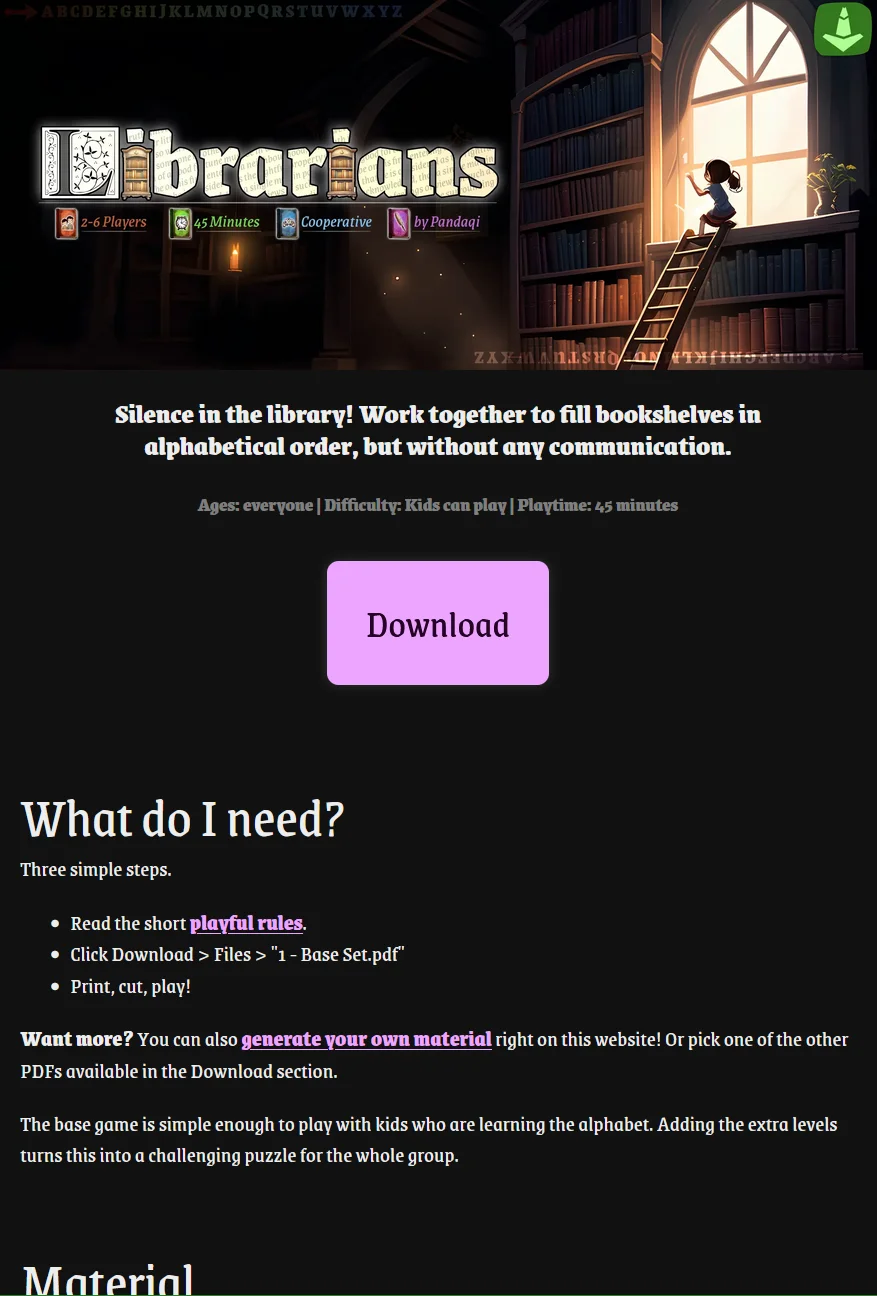 ABCDEFGHIJKLMNOPQRSTUVWXYZ
Librarians
2-6 Players 45 Minutes Cooperative by Pandaqi
ABCDEFGHIJKLMNOPQRSTUVWXYZ
Silence in the library! Work together to fill bookshelves in
alphabetical order, but without any communication.
Ages: everyone | Difficulty: Kids can play | Playtime: 45 minutes
Download
What do I need?
Three simple steps.
• Read the short playful rules.
• Click Download > Files > "1 - Base Set.pdf"
• Print, cut, play!
Want more? You can also generate your own material right on this website! Or pick one of the other
PDFs available in the Download section.
The base game is simple enough to play with kids who are learning the alphabet. Adding the extra levels
turns this into a challenging puzzle for the whole group.
Material